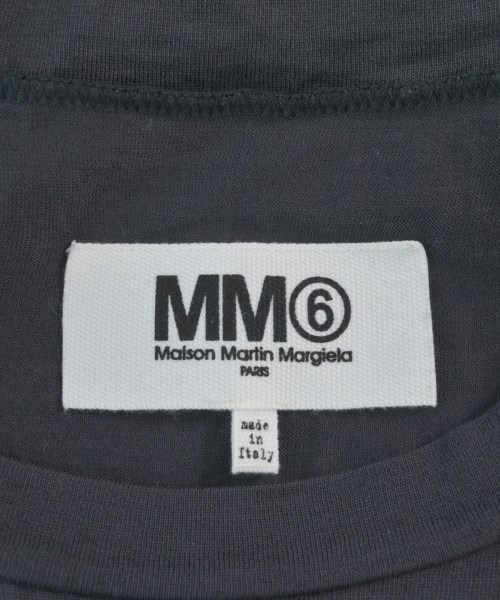 MM⑥
Maison Martin Margiela
PARIS
made
in
Italy